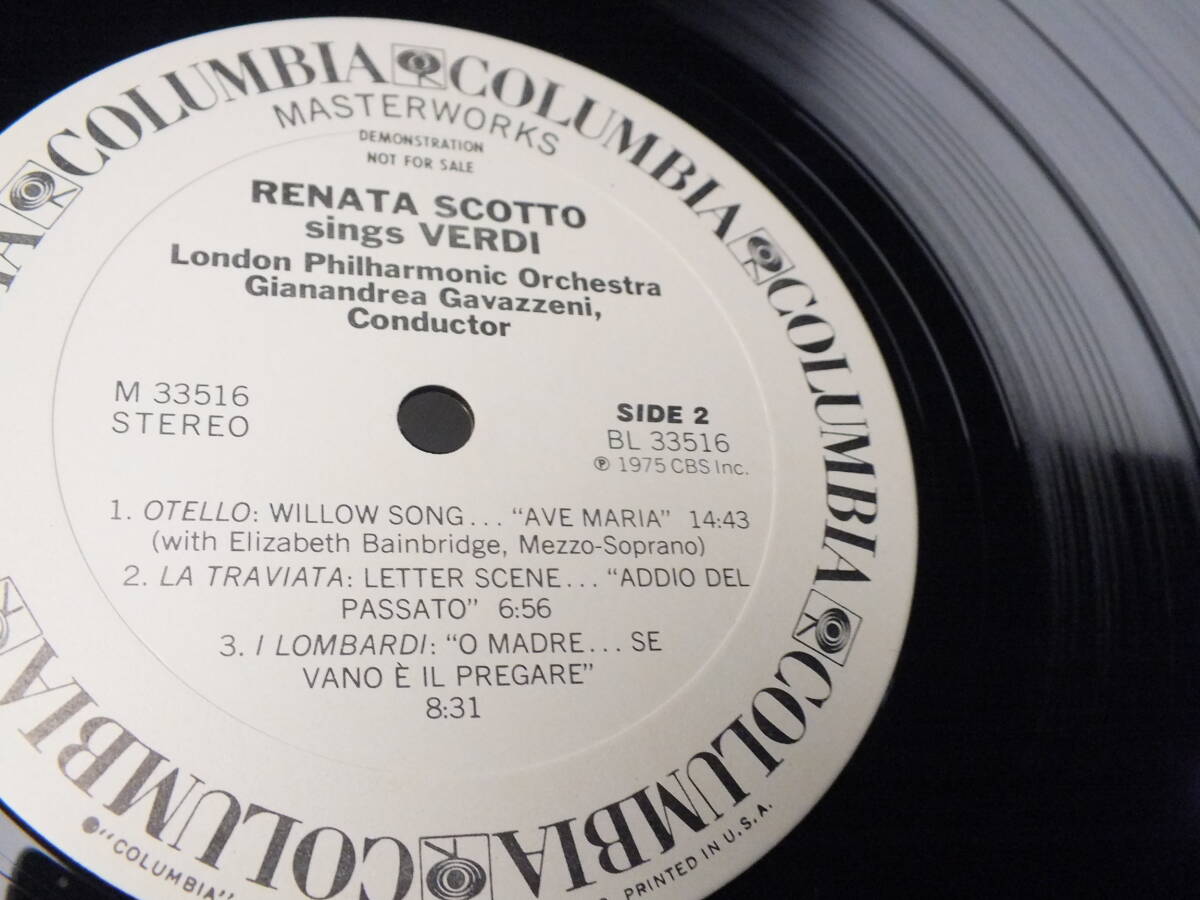 COLUMBIA COLUMBIA COLUMBIA COLUMBIA COLUMBIA COLUMBIA COLUMBIA
MASTERWORKS
DEMONSTRATION
NOT FOR SALE
RENATA SCOTTO
sings VERDI
London Philharmonic Orchestra
Gianandrea Gavazzeni,
Conductor
M 33516
STEREO
SIDE 2
BL 33516
℗ 1975 CBS Inc.
1. OTELLO: WILLOW SONG... "AVE MARIA" 14:43
(with Elizabeth Bainbridge, Mezzo-Soprano)
2. LA TRAVIATA: LETTER SCENE... "ADDIO DEL
PASSATO" 6:56
3. I LOMBARDI: "O MADRE... SE
VANO È IL PREGARE"
8:31
"COLUMBIA"
PRINTED IN U.S.A.